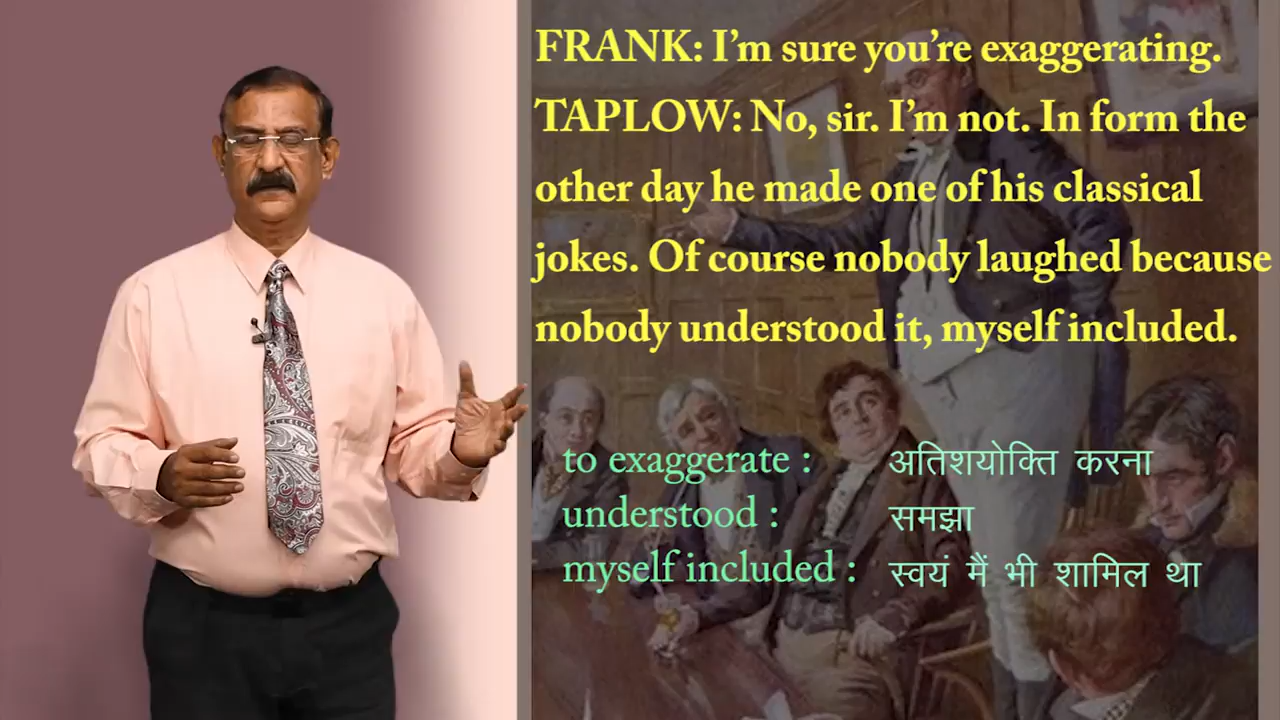 FRANK: I’m sure you’re exaggerating.
TAPLOW: No, sir. I’m not. In form the
other day he made one of his classical
jokes. Of course nobody laughed because
nobody understood it, myself included.
to exaggerate : अतिशयोक्ति करना
understood : समझा
myself included : स्वयं मैं भी शामिल था